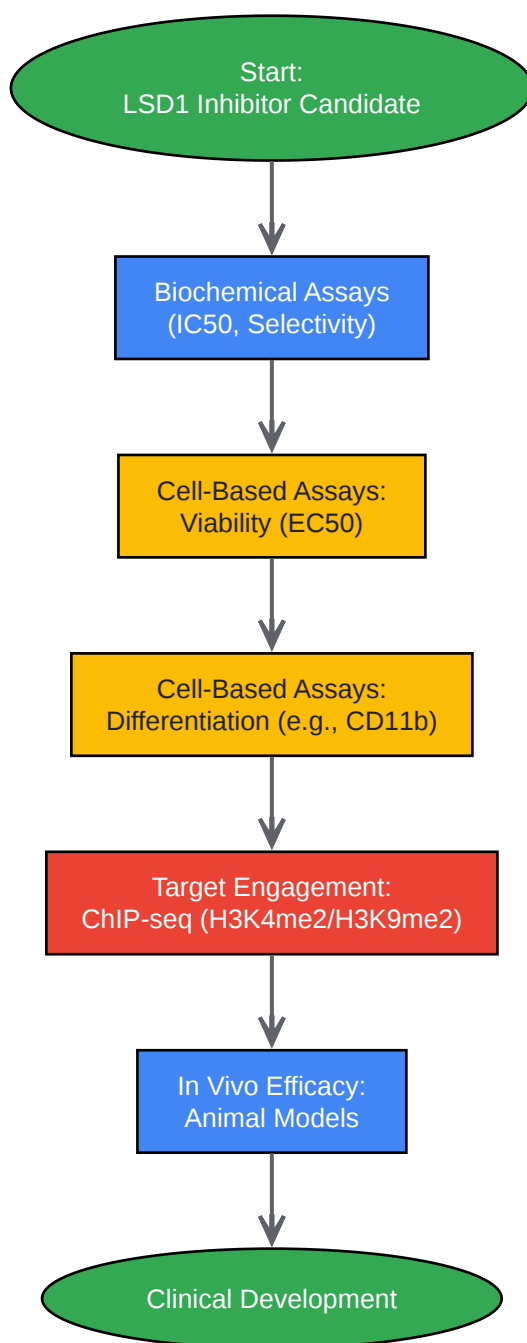 Start:
LSD1 Inhibitor Candidate
Biochemical Assays
(IC50, Selectivity)
Cell-Based Assays:
Viability (EC50)
Cell-Based Assays:
Differentiation (e.g., CD11b)
Target Engagement:
ChIP-seq (H3K4me2/H3K9me2)
In Vivo Efficacy:
Animal Models
Clinical Development